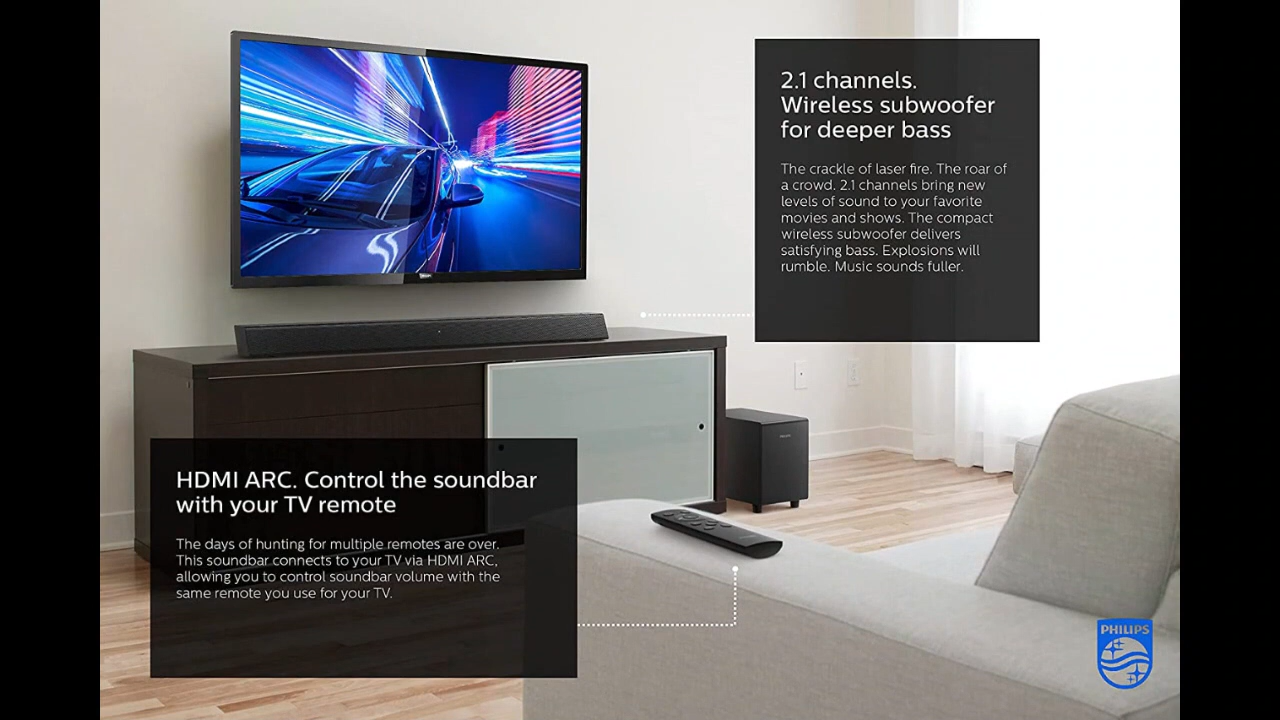 2.1 channels.
Wireless subwoofer
for deeper bass
The crackle of laser fire. The roar of
a crowd. 2.1 channels bring new
levels of sound to your favorite
movies and shows. The compact
wireless subwoofer delivers
satisfying bass. Explosions will
rumble. Music sounds fuller.
HDMI ARC. Control the soundbar
with your TV remote
The days of hunting for multiple remotes are over.
This soundbar connects to your TV via HDMI ARC,
allowing you to control soundbar volume with the
same remote you use for your TV.
PHILIPS